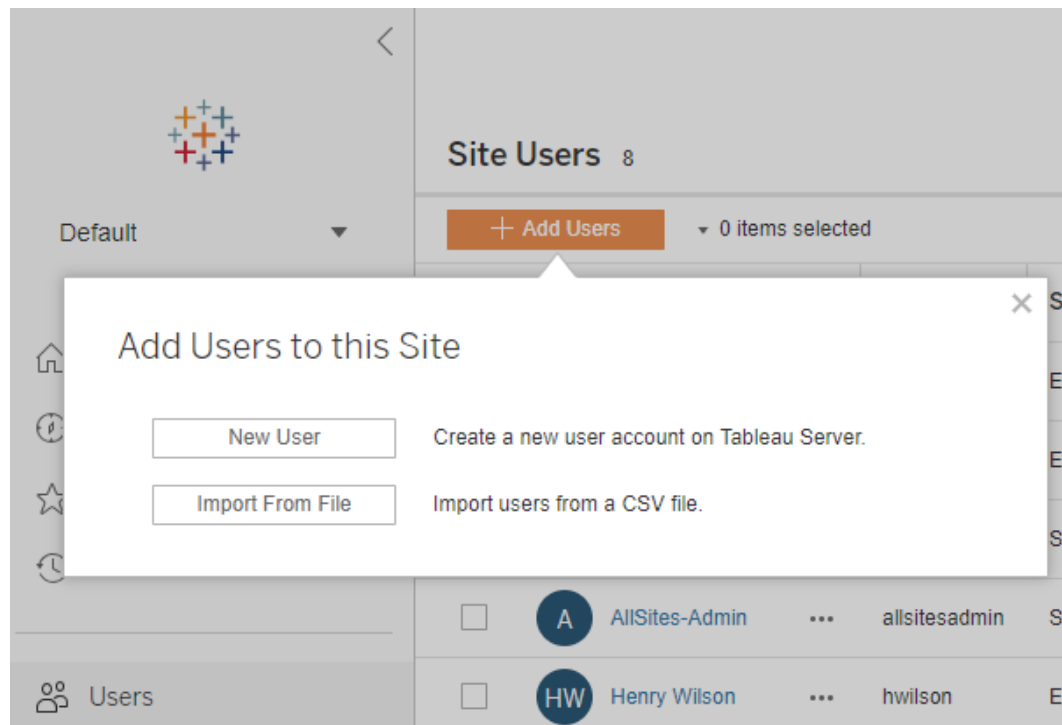 Site Users 8
Default
+ Add Users 0 items selected
S
Add Users to this Site
E
New User Create a new user account on Tableau Server.
E
Import From File Import users from a CSV file.
S
A AllSites-Admin ... allsitesadmin S
Users HW Henry Wilson ... hwilson E